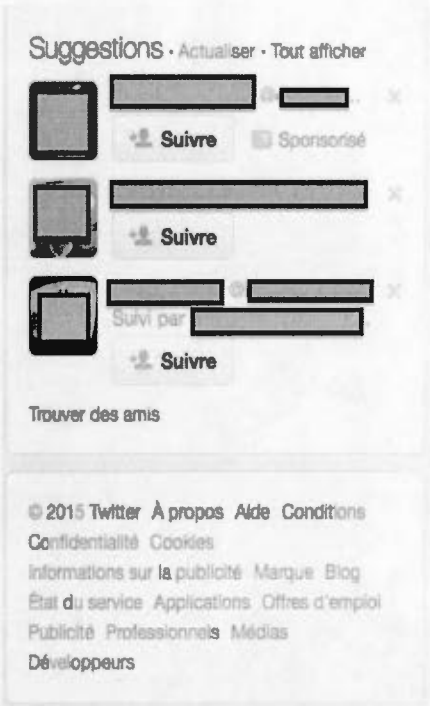 Suggestions · Actualiser · Tout afficher
@ ...
Suivre Sponsorisé
Suivre
@
Suivi par
Suivre
Trouver des amis
© 2015 Twitter À propos Aide Conditions
Confidentialité Cookies
Informations sur la publicité Marque Blog
État du service Applications Offres d'emploi
Publicité Professionnels Médias
Développeurs